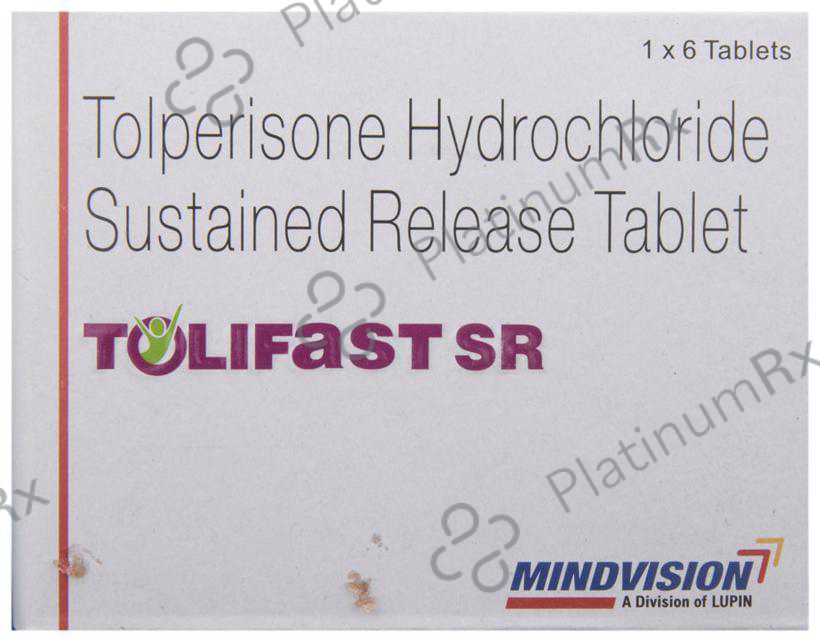 1 x 6 Tablets
Tolperisone Hydrochloride
Sustained Release Tablet
TOLIFAST SR
MINDVISION
A Division of LUPIN
PlatinumRx
PlatinumRx